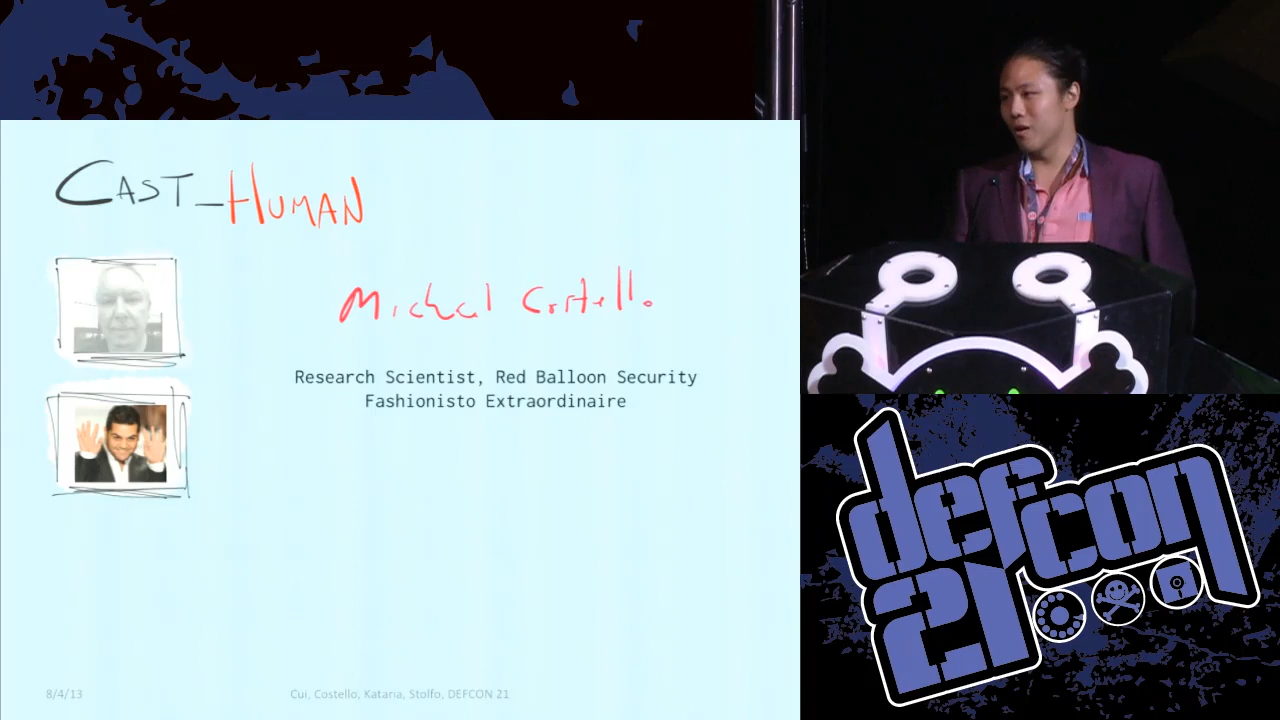 CAST_HUMAN
Michael Costello
Research Scientist, Red Balloon Security
Fashionisto Extraordinaire
8/4/13
Cui, Costello, Kataria, Stolfo, DEFCON 21
defcon
21